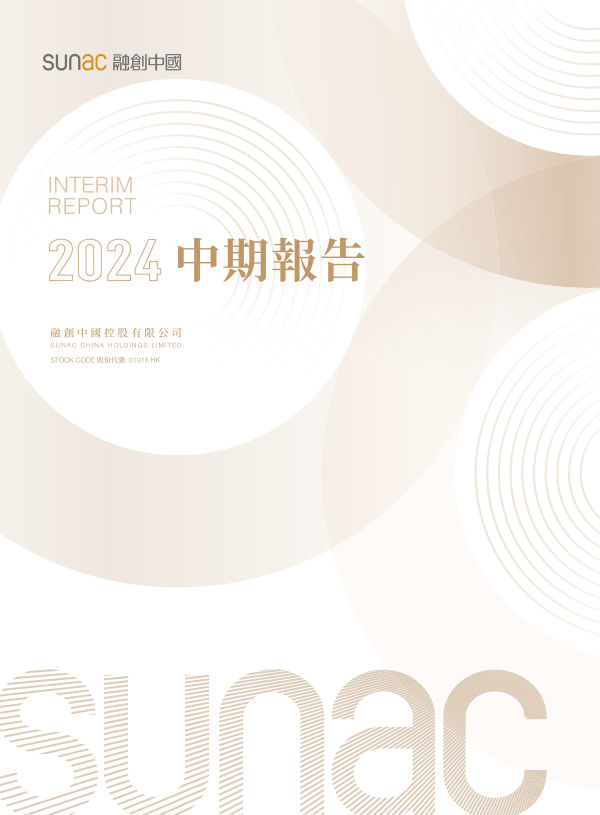 sunac 融創中國
INTERIM
REPORT
2024 中期報告
融創中國控股有限公司
SUNAC CHINA HOLDINGS LIMITED
STOCK CODE 股份代號: 01918.HK
sunac